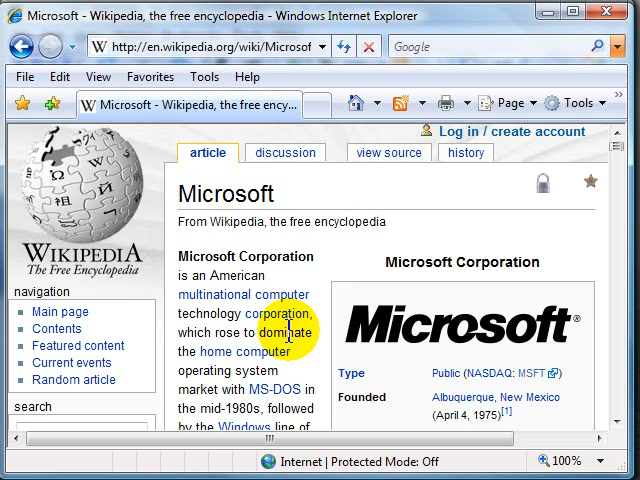 Microsoft - Wikipedia, the free encyclopedia - Windows Internet Explorer
W http://en.wikipedia.org/wiki/Microsof
Google
File Edit View Favorites Tools Help
W Microsoft - Wikipedia, the free ency...
Page Tools
Log in / create account
article discussion view source history
WIKIPEDIA
The Free Encyclopedia
navigation
Main page
Contents
Featured content
Current events
Random article
search
Microsoft
From Wikipedia, the free encyclopedia
Microsoft Corporation
is an American
multinational computer
technology corporation,
which rose to dominate
the home computer
operating system
market with MS-DOS in
the mid-1980s, followed
by the Windows line of
Microsoft Corporation
Microsoft®
Type Public (NASDAQ: MSFT)
Founded Albuquerque, New Mexico
(April 4, 1975)[1]
Internet | Protected Mode: Off
100%